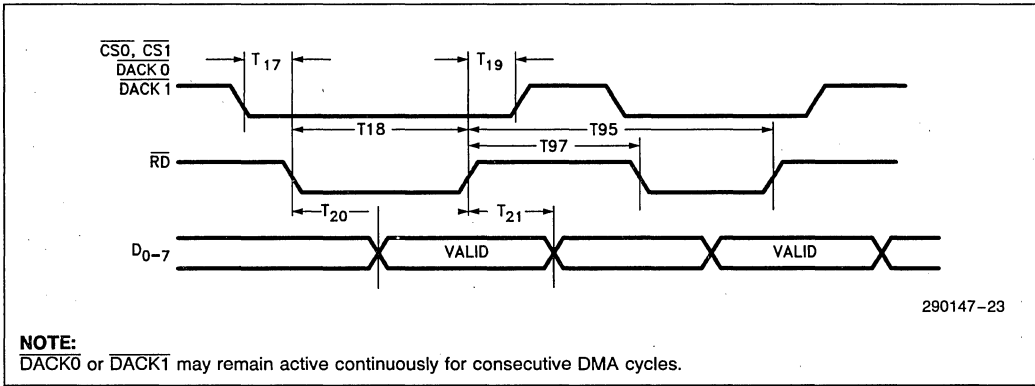 CS0, CS1
DACK 0
DACK 1
T17
T19
T18
T95
T97
RD
T20
T21
D0–7
VALID
VALID
290147–23
NOTE:
DACK0 or DACK1 may remain active continuously for consecutive DMA cycles.